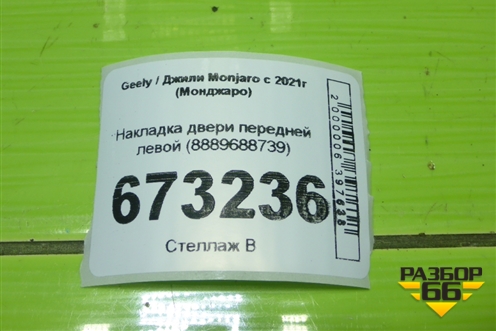 Geely / Джили Monjaro с 2021г
(Монджаро)
Накладка двери передней
левой (8889688739)
673236
Стеллаж В
2000006397638
РАЗБОР
66